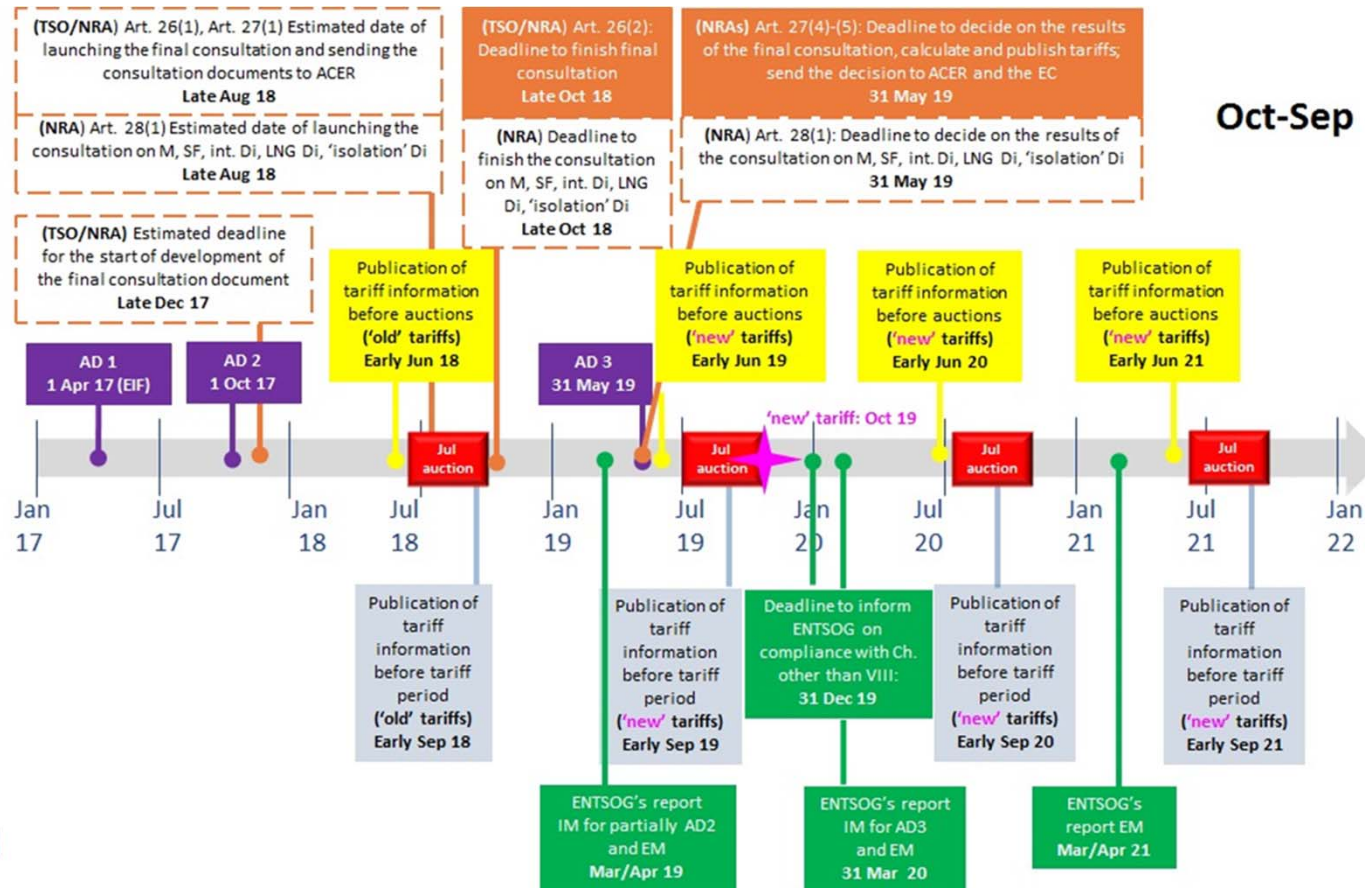 (TSO/NRA) Art. 26(1), Art. 27(1) Estimated date of
launching the final consultation and sending the
consultation documents to ACER
Late Aug 18
(NRA) Art. 28(1) Estimated date of launching the
consultation on M, SF, int. Di, LNG Di, ‘isolation’ Di
Late Aug 18
(TSO/NRA) Art. 26(2):
Deadline to finish final
consultation
Late Oct 18
(NRA) Deadline to
finish the consultation
on M, SF, int. Di, LNG
Di, ‘isolation’ Di
Late Oct 18
(NRAs) Art. 27(4)-(5): Deadline to decide on the results
of the final consultation, calculate and publish tariffs;
send the decision to ACER and the EC
31 May 19
(NRA) Art. 28(1): Deadline to decide on the results of
the consultation on M, SF, int. Di, LNG Di, ‘isolation’ Di
31 May 19
Oct-Sep
(TSO/NRA) Estimated deadline
for the start of development of
the final consultation document
Late Dec 17
Publication of
tariff information
before auctions
(‘old’ tariffs)
Early Jun 18
Publication of
tariff information
before auctions
(‘new’ tariffs)
Early Jun 19
Publication of
tariff information
before auctions
(‘new’ tariffs)
Early Jun 20
Publication of
tariff information
before auctions
(‘new’ tariffs)
Early Jun 21
AD 1
1 Apr 17 (EIF)
AD 2
1 Oct 17
AD 3
31 May 19
‘new’ tariff: Oct 19
Jul
auction
Jul
auction
Jul
auction
Jul
auction
Jan
17
Jul
17
Jan
18
Jul
18
Jan
19
Jul
19
Jan
20
Jul
20
Jan
21
Jul
21
Jan
22
Publication of
tariff
information
before tariff
period
(‘old’ tariffs)
Early Sep 18
Publication of
tariff
information
before tariff
period
(‘new’ tariffs)
Early Sep 19
Deadline to inform
ENTSOG on
compliance with Ch.
other than VIII:
31 Dec 19
Publication of
tariff
information
before tariff
period
(‘new’ tariffs)
Early Sep 20
Publication of
tariff
information
before tariff
period
(‘new’ tariffs)
Early Sep 21
ENTSOG’s report
IM for partially AD2
and EM
Mar/Apr 19
ENTSOG’s report
IM for AD3
and EM
31 Mar 20
ENTSOG’s
report EM
Mar/Apr 21